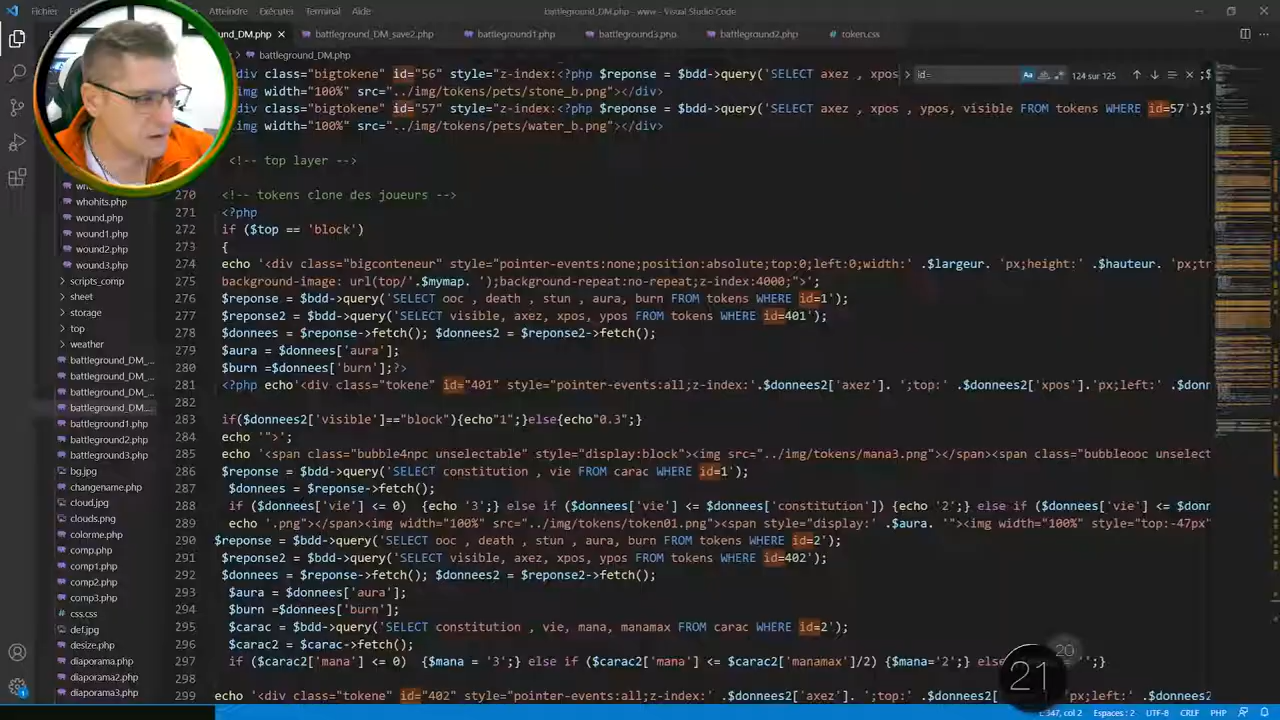 Fichier
Atteindre Exécutes Terminal Aide
battleground_DM.php - www - Visual Studio Code
nd_DM.php battleground_DM_save2.php battleground1.php battleground3.php battleground2.php token.css
battleground_DM.php
id= 124 sur 125
div class="bigtokene" id="56" style="z-index:<?php $reponse = $bdd->query('SELECT axez , xpos
img width="100%" src="../img/tokens/pets/stone_b.png"></div>
div class="bigtokene" id="57" style="z-index:<?php $reponse = $bdd->query('SELECT axez , xpos , ypos, visible FROM tokens WHERE id=57');$
img width="100%" src="../img/tokens/pets/water_b.png"></div>
<!-- top layer -->
270 <!-- tokens clone des joueurs -->
271 <?php
272 if ($top == 'block')
273 {
274 echo '<div class="bigconteneur" style="pointer-events:none;position:absolute;top:0;left:0;width:' .$largeur. 'px;height:' .$hauteur. 'px;tr
275 background-image: url(top/'.$mymap. ');background-repeat:no-repeat;z-index:4000;">';
276 $reponse = $bdd->query('SELECT ooc , death , stun , aura, burn FROM tokens WHERE id=1');
277 $reponse2 = $bdd->query('SELECT visible, axez, xpos, ypos FROM tokens WHERE id=401');
278 $donnees = $reponse->fetch(); $donnees2 = $reponse2->fetch();
279 $aura = $donnees['aura'];
280 $burn =$donnees['burn'];?>
281 <?php echo'<div class="tokene" id="401" style="pointer-events:all;z-index:'.$donnees2['axez']. ';top:' .$donnees2['xpos'].'px;left:' .$donn
282
283 if($donnees2['visible']=="block"){echo"1";}else{echo"0.3";}
284 echo '">';
285 echo '<span class="bubble4npc unselectable" style="display:block"><img src="../img/tokens/mana3.png"></span><span class="bubbleooc unselect
286 $reponse = $bdd->query('SELECT constitution , vie FROM carac WHERE id=1');
287 $donnees = $reponse->fetch();
288 if ($donnees['vie'] <= 0) {echo '3';} else if ($donnees['vie'] <= $donnees['constitution']) {echo '2';} else if ($donnees['vie'] <= $donn
289 echo '.png"></span><img width="100%" src="../img/tokens/token01.png"><span style="display:' .$aura. '"><img width="100%" style="top:-47px"
290 $reponse = $bdd->query('SELECT ooc , death , stun , aura, burn FROM tokens WHERE id=2');
291 $reponse2 = $bdd->query('SELECT visible, axez, xpos, ypos FROM tokens WHERE id=402');
292 $donnees = $reponse->fetch(); $donnees2 = $reponse2->fetch();
293 $aura = $donnees['aura'];
294 $burn =$donnees['burn'];
295 $carac = $bdd->query('SELECT constitution , vie, mana, manamax FROM carac WHERE id=2');
296 $carac2 = $carac->fetch();
297 if ($carac2['mana'] <= 0) {$mana = '3';} else if ($carac2['mana'] <= $carac2['manamax']/2) {$mana='2';} else '';}
299 echo '<div class="tokene" id="402" style="pointer-events:all;z-index:' .$donnees2['axez']. ';top:' .$donnees2['xpos']. 'px;left:' .$donn
whohits.php
wound.php
wound1.php
wound2.php
wound3.php
scripts_comp
sheet
storage
top
weather
battleground_DM_...
battleground_DM_...
battleground_DM_...
battleground_DM_...
battleground1.php
battleground2.php
battleground3.php
bg.jpg
changename.php
cloud.jpg
clouds.png
colorme.php
comp.php
comp1.php
comp2.php
comp3.php
css.css
def.jpg
desize.php
diaporama.php
diaporama2.php
diaporama3.php
20
21
L 347, col 2 Espaces : 2 UTF-8 CRLF PHP